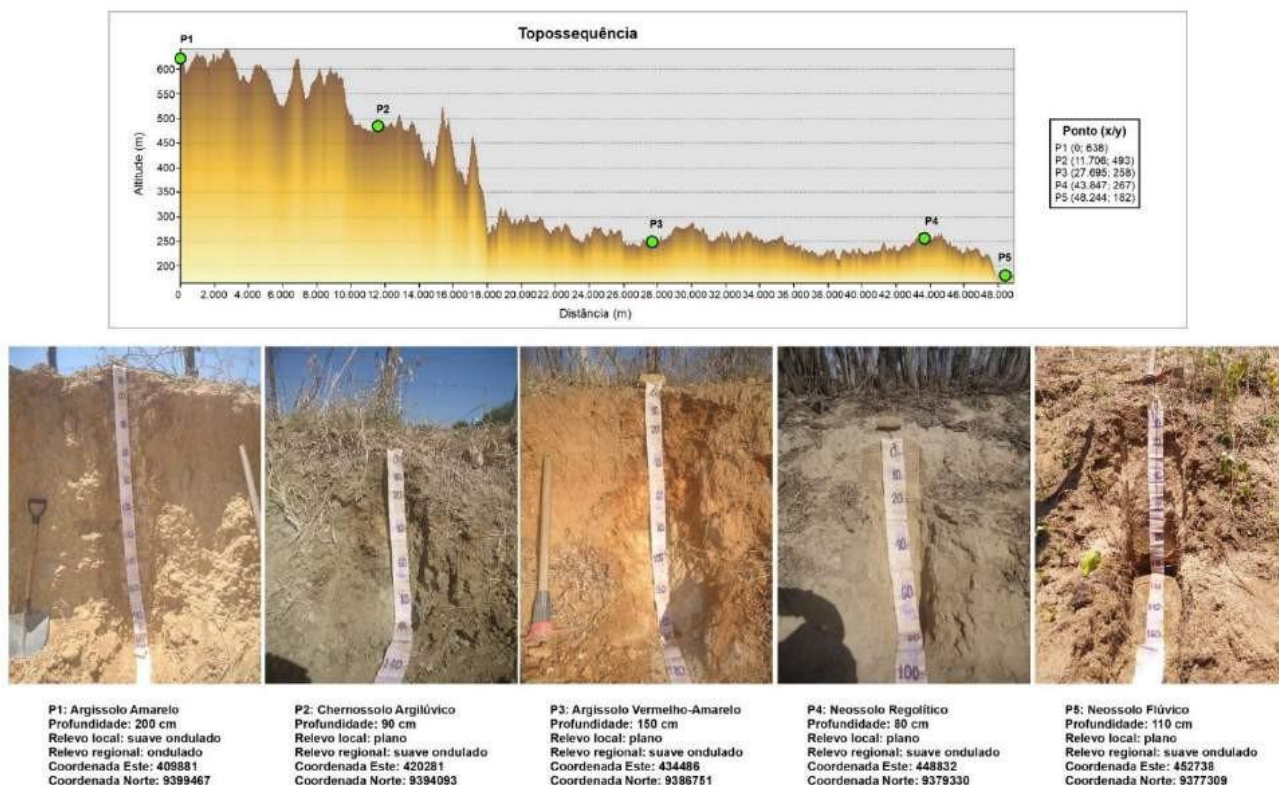 Topossequência
P1
P2
P3
P4
P5
Altitude (m)
600
550
500
450
400
350
300
250
200
0 2.000 4.000 6.000 8.000 10.000 12.000 14.000 16.000 18.000 20.000 22.000 24.000 26.000 28.000 30.000 32.000 34.000 36.000 38.000 40.000 42.000 44.000 46.000 48.000
Distância (m)
Ponto (x/y)
P1 (0; 638)
P2 (11.706; 493)
P3 (27.695; 258)
P4 (43.847; 267)
P5 (48.244; 182)
20
100
P1: Argissolo Amarelo
Profundidade: 200 cm
Relevo local: suave ondulado
Relevo regional: ondulado
Coordenada Este: 409881
Coordenada Norte: 9399467
P2: Chernossolo Argilúvico
Profundidade: 90 cm
Relevo local: plano
Relevo regional: suave ondulado
Coordenada Este: 420281
Coordenada Norte: 9394093
P3: Argissolo Vermelho-Amarelo
Profundidade: 150 cm
Relevo local: plano
Relevo regional: suave ondulado
Coordenada Este: 434486
Coordenada Norte: 9386751
P4: Neossolo Regolítico
Profundidade: 80 cm
Relevo local: plano
Relevo regional: suave ondulado
Coordenada Este: 448832
Coordenada Norte: 9379330
P5: Neossolo Flúvico
Profundidade: 110 cm
Relevo local: plano
Relevo regional: suave ondulado
Coordenada Este: 452738
Coordenada Norte: 9377309